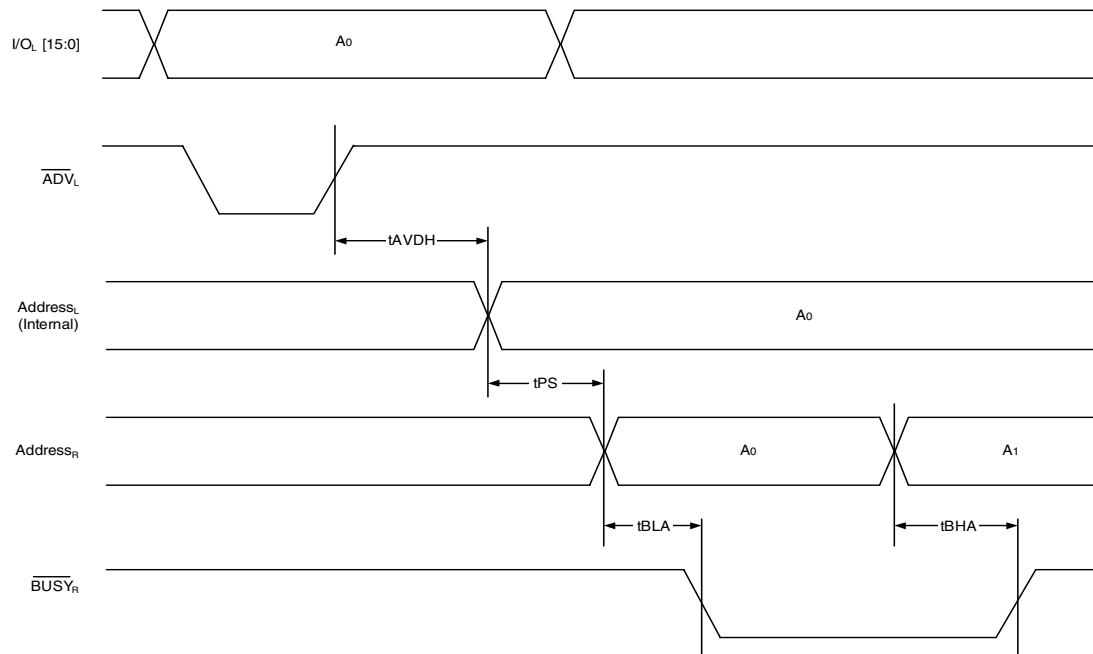 I/OL [15:0]
A0
ADVL
tAVDH
AddressL
(Internal)
A0
tPS
AddressR
A0
A1
tBLA
tBHA
BUSYR